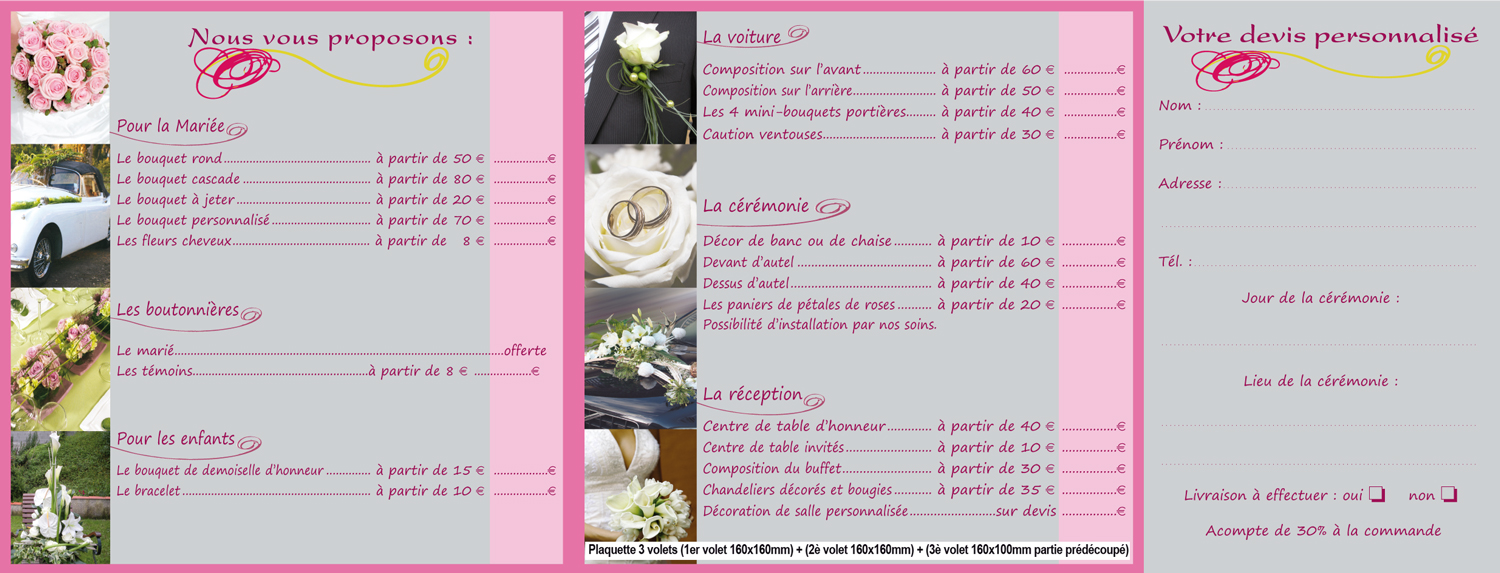 Nous vous proposons :
Pour la Mariée
Le bouquet rond...................................... à partir de 50 € ...............€
Le bouquet cascade ................................. à partir de 80 € ...............€
Le bouquet à jeter................................... à partir de 20 € ...............€
Le bouquet personnalisé.......................... à partir de 70 € ...............€
Les fleurs cheveux.................................... à partir de 8 € ...............€
Les boutonnières
Le marié.....................................................................................offerte
Les témoins.............................................à partir de 8 € ...............€
Pour les enfants
Le bouquet de demoiselle d'honneur ............ à partir de 15 € ...............€
Le bracelet ................................................ à partir de 10 € ...............€
La voiture
Composition sur l'avant................... à partir de 60 € ...............€
Composition sur l'arrière...................... à partir de 50 € ...............€
Les 4 mini-bouquets portières......... à partir de 40 € ...............€
Caution ventouses.............................. à partir de 30 € ...............€
La cérémonie
Décor de banc ou de chaise .......... à partir de 10 € ...............€
Devant d'autel ................................... à partir de 60 € ...............€
Dessus d'autel.................................... à partir de 40 € ...............€
Les paniers de pétales de roses ......... à partir de 20 € ...............€
Possibilité d'installation par nos soins.
La réception
Centre de table d'honneur............ à partir de 40 € ...............€
Centre de table invités...................... à partir de 10 € ...............€
Composition du buffet........................ à partir de 30 € ...............€
Chandeliers décorés et bougies .......... à partir de 35 € ...............€
Décoration de salle personnalisée......................sur devis ...............€
Plaquette 3 volets (1er volet 160x160mm) + (2è volet 160x160mm) + (3è volet 160x100mm partie prédécoupé)
Votre devis personnalisé
Nom : ..............................
Prénom : ..............................
Adresse : ..............................
Tél. : ..............................
Jour de la cérémonie :
Lieu de la cérémonie :
Livraison à effectuer : oui ❏ non ❏
Acompte de 30% à la commande